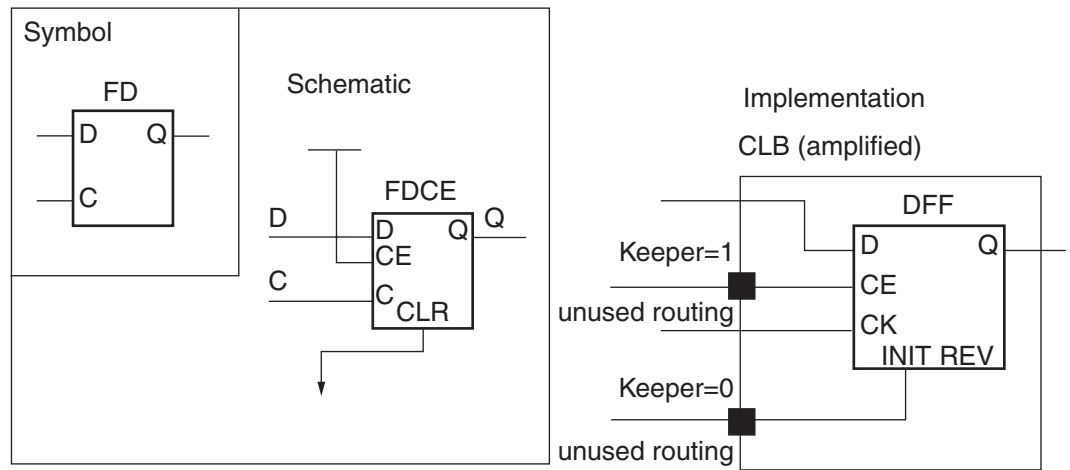 Symbol
FD
D Q
C
Schematic
FDCE
D
Q
D Q
CE
C
C
CLR
Implementation
CLB (amplified)
DFF
D Q
Keeper=1
CE
unused routing
CK
INIT REV
Keeper=0
unused routing